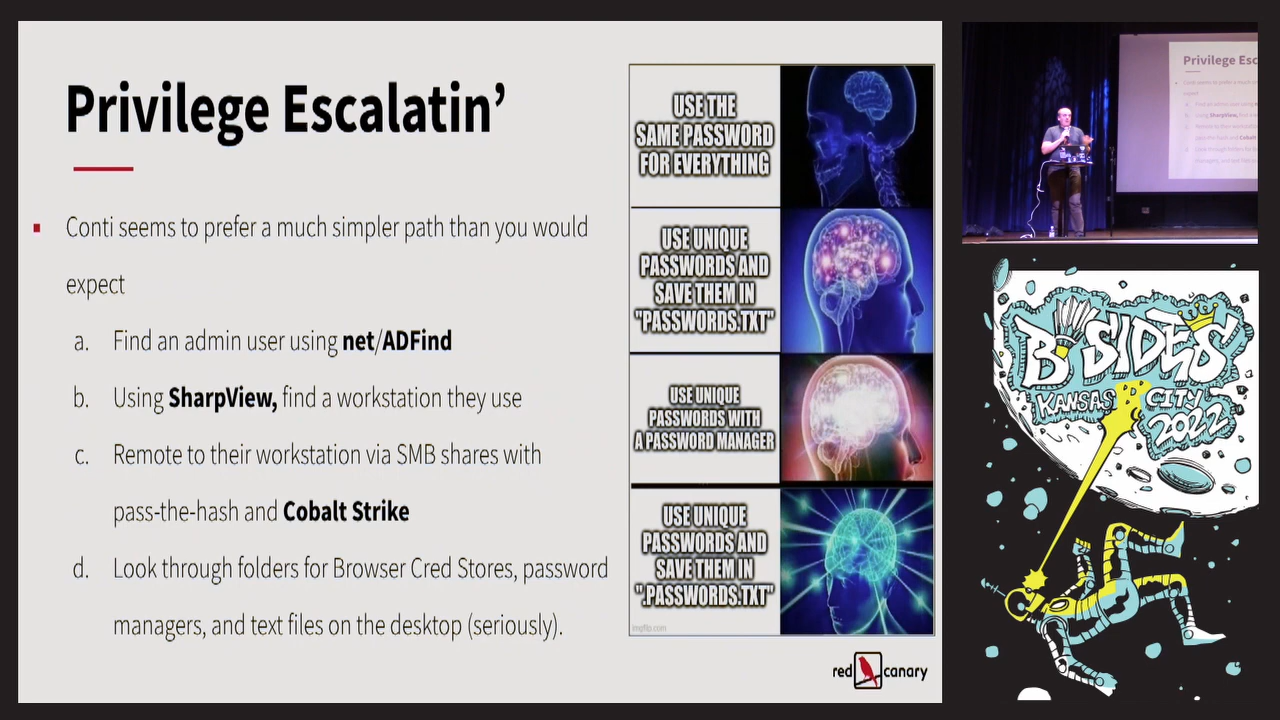 Privilege Escalatin’
Conti seems to prefer a much simpler path than you would
expect
a. Find an admin user using net/ADFind
b. Using SharpView, find a workstation they use
c. Remote to their workstation via SMB shares with
pass-the-hash and Cobalt Strike
d. Look through folders for Browser Cred Stores, password
managers, and text files on the desktop (seriously).
USE THE
SAME PASSWORD
FOR EVERYTHING
USE UNIQUE
PASSWORDS AND
SAVE THEM IN
"PASSWORDS.TXT"
USE UNIQUE
PASSWORDS WITH
A PASSWORD MANAGER
USE UNIQUE
PASSWORDS AND
SAVE THEM IN
".PASSWORDS.TXT"
imgflip.com
red canary
Privilege Esc
BSIDES
KANSAS CITY
2022